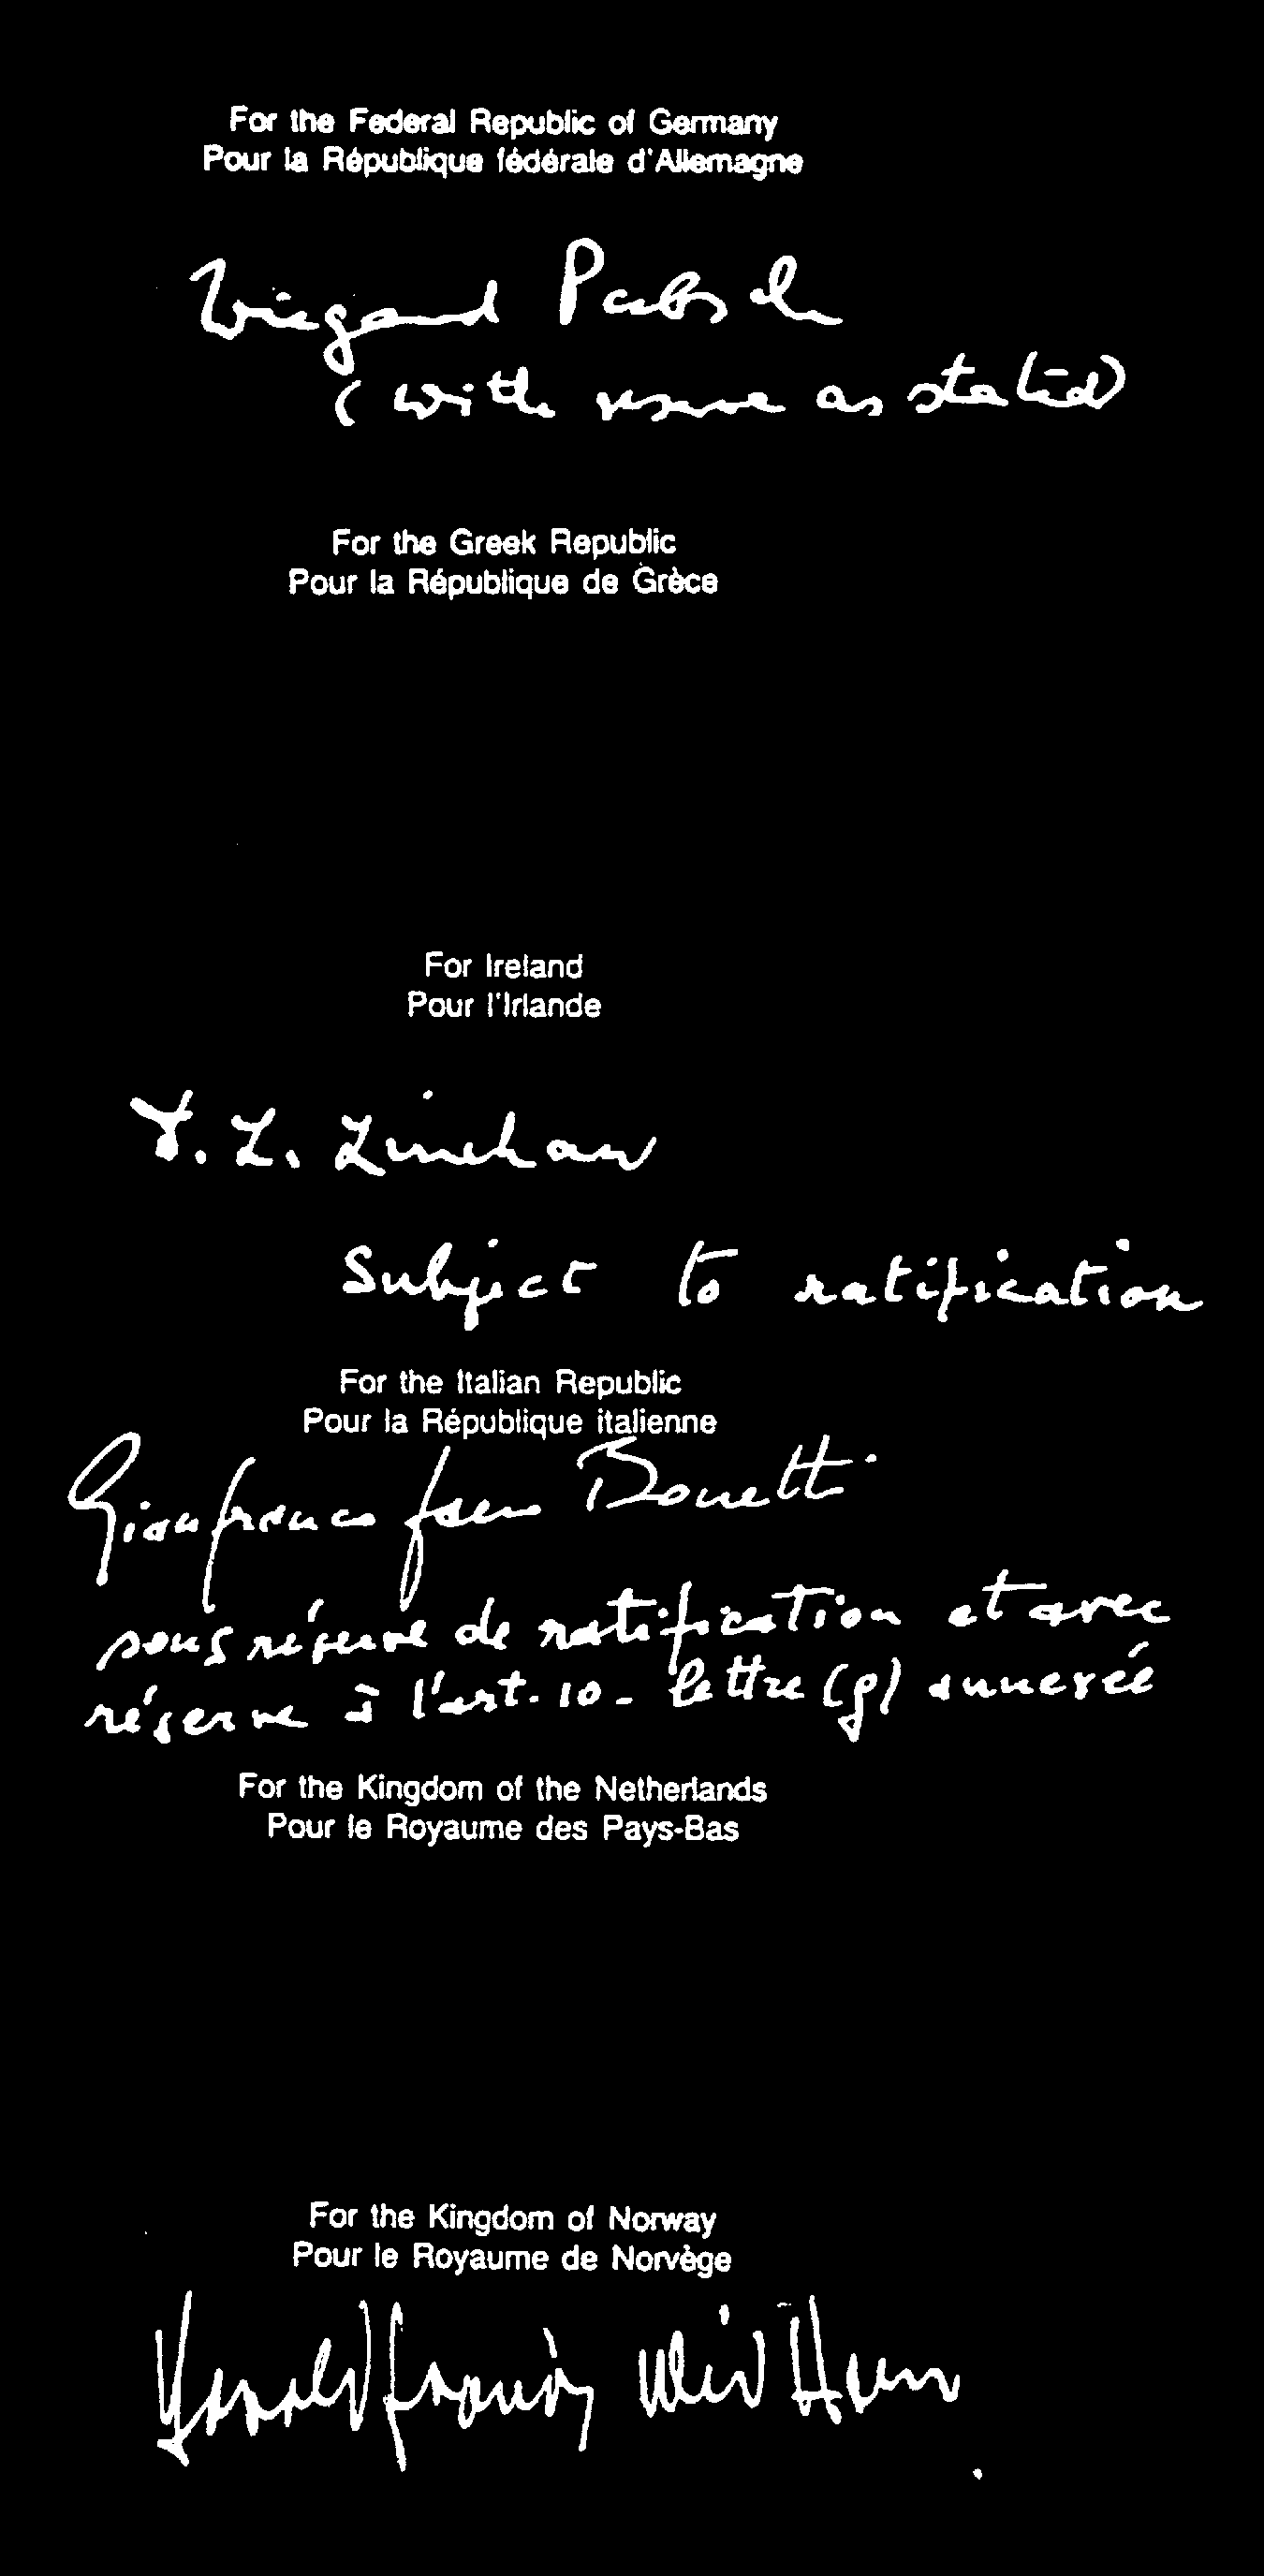 For the Federal Republic of Germany
Pour la République fédérale d'Allemagne
Wiegand Pabsch
(with reserve as stated)
For the Greek Republic
Pour la République de Grèce
For Ireland
Pour l'Irlande
Subject to ratification
For the Italian Republic
Pour la République italienne
Gianfranco Bonetti
sous réserve de ratification et avec
réserve à l'art. 10 - lettre (g) annexée
For the Kingdom of the Netherlands
Pour le Royaume des Pays-Bas
For the Kingdom of Norway
Pour le Royaume de Norvège